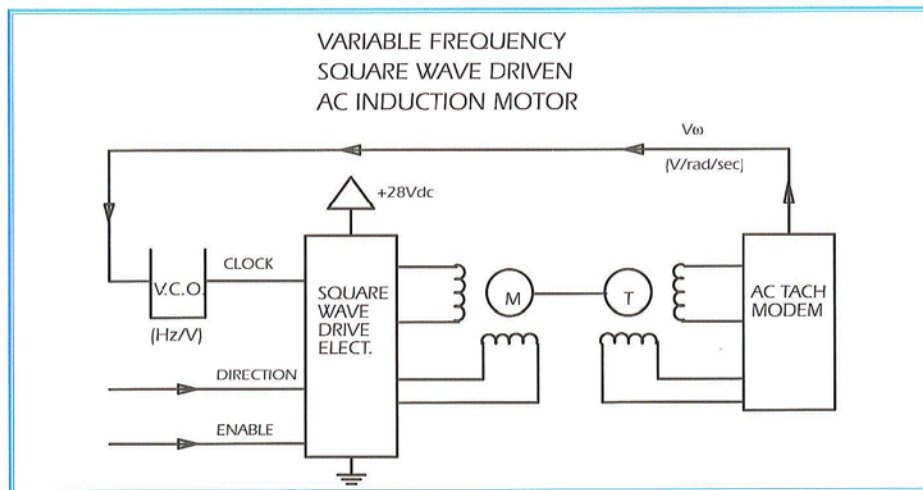 VARIABLE FREQUENCY
SQUARE WAVE DRIVEN
AC INDUCTION MOTOR
Vω
(V/rad/sec)
+28Vdc
CLOCK
V.C.O.
(Hz/V)
SQUARE
WAVE
DRIVE
ELECT.
M
T
AC TACH
MODEM
DIRECTION
ENABLE